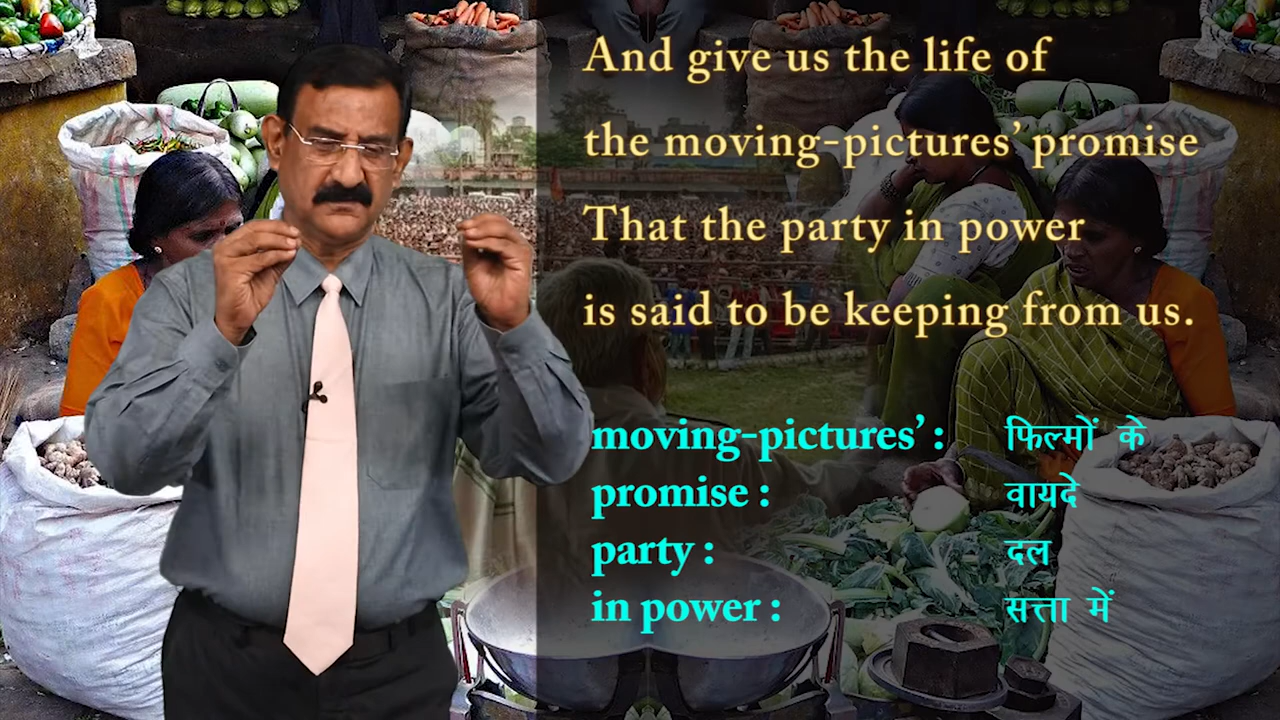 And give us the life of
the moving-pictures’ promise
That the party in power
is said to be keeping from us.
moving-pictures’ : फिल्मों के
promise : वायदे
party : दल
in power : सत्ता में